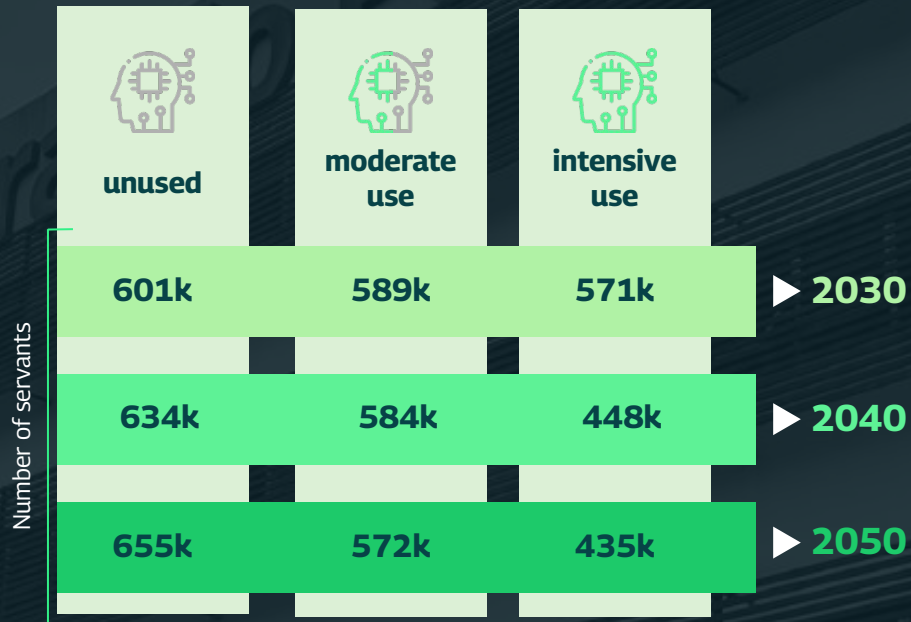 unused
moderate
use
intensive
use
Number of servants
601k 589k 571k 2030
634k 584k 448k 2040
655k 572k 435k 2050